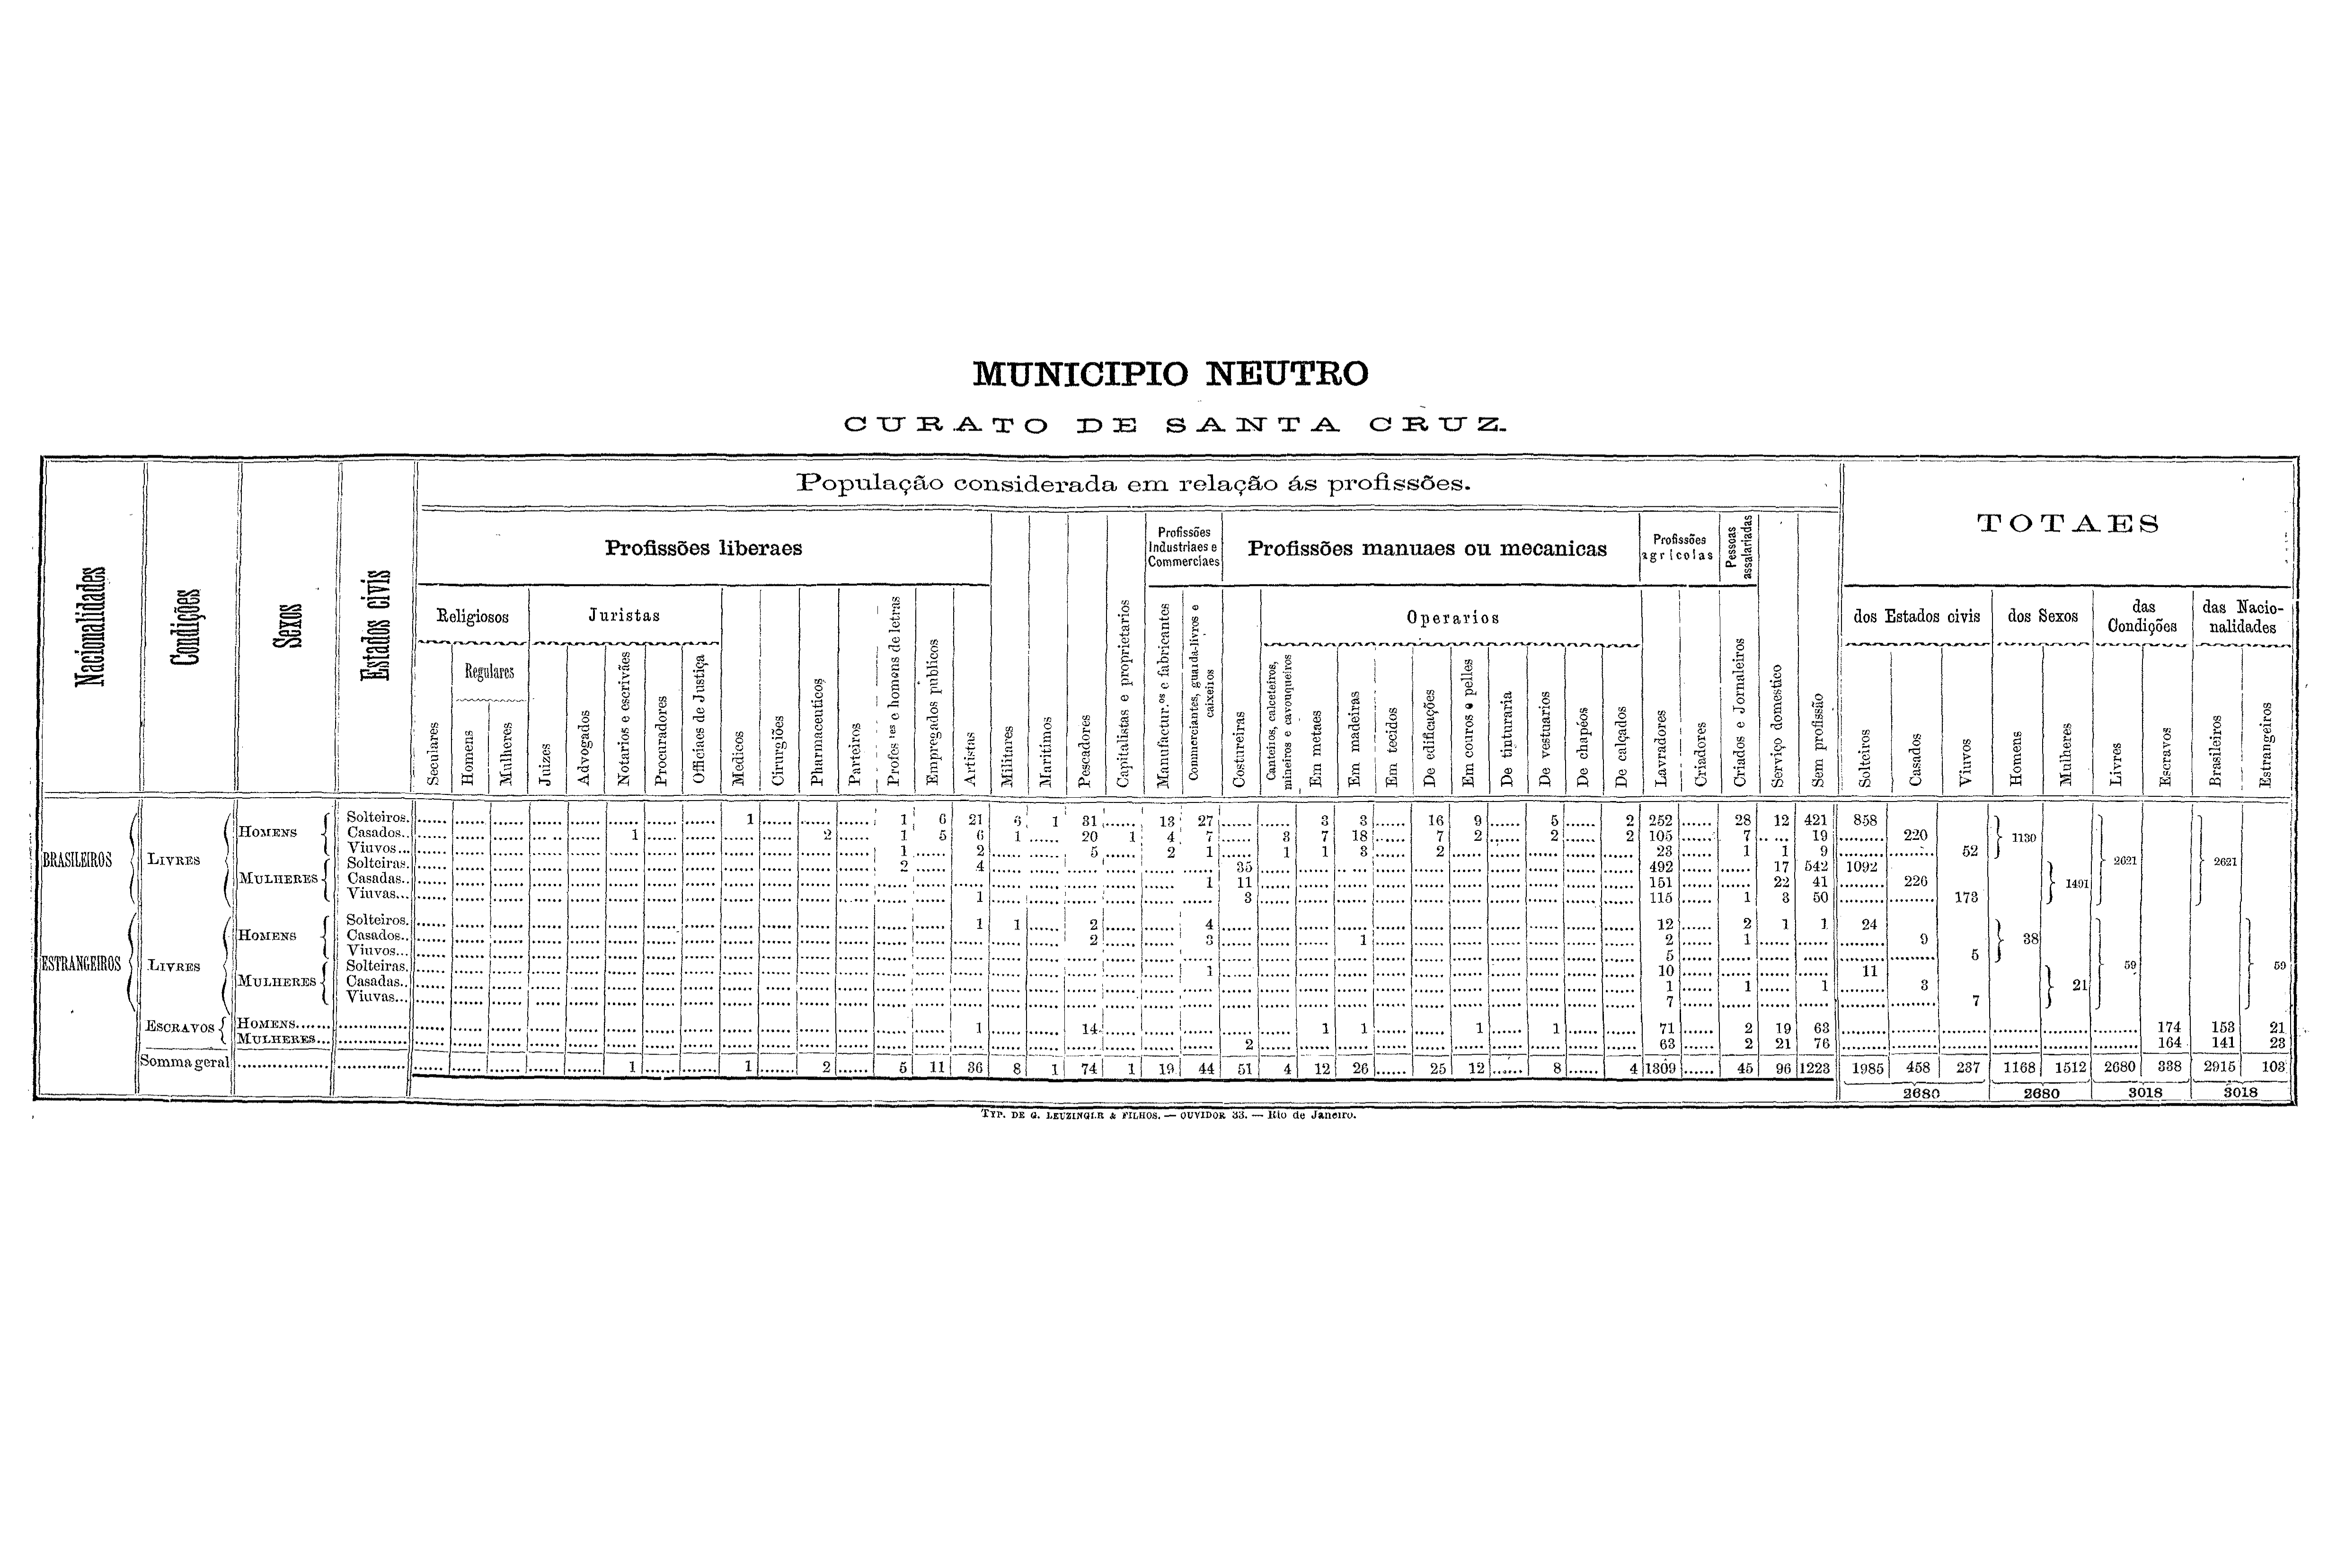 MUNICIPIO NEUTRO
CURATO DE SANTA CRUZ.
Nacionalidades
Condições
Sexos
Estados civis
População considerada em relação ás profissões.
TOTAES
Profissões liberaes
Profissões Industriaes e Commerciaes
Profissões manuaes ou mecanicas
Profissões agricolas
Pessoas assalariadas
Religiosos
Juristas
Operarios
dos Estados civis
dos Sexos
das Condições
das Nacionalidades
Regulares
Seculares
Homens
Mulheres
Juizes
Advogados
Notarios e escrivães
Procuradores
Officiaes de Justiça
Medicos
Cirurgiões
Pharmaceuticos
Parteiros
Profes.res e homens de letras
Empregados publicos
Artistas
Militares
Maritimos
Pescadores
Capitalistas e proprietarios
Manufactur.os e fabricantes
Commerciantes, guarda-livros e caixeiros
Costureiras
Canteiros, calceteiros, mineiros e cavouqueiros
Em metaes
Em madeiras
Em tecidos
De edificações
Em couros e pelles
De tinturaria
De vestuarios
De chapéos
De calçados
Lavradores
Criadores
Criados e Jornaleiros
Serviço domestico
Sem profissão
Solteiros
Casados
Viuvos
Homens
Mulheres
Livres
Escravos
Brasileiros
Estrangeiros
BRASILEIROS
LIVRES
HOMENS
Solteiros. 1 1 6 21 6 1 31 13 27 3 3 16 9 5 2 252 28 12 421 858
Casados.. 1 2 1 5 6 1 20 1 4 7 3 7 18 7 2 2 2 105 7 19 220 1130
Viuvos... 1 2 5 2 1 1 1 3 2 23 1 1 9 52
MULHERES
Solteiras. 2 4 35 492 17 542 1092 2621 2621
Casadas.. 1 11 151 22 41 226 1491
Viuvas... 1 3 115 1 3 50 173
ESTRANGEIROS
LIVRES
HOMENS
Solteiros. 1 1 2 4 12 2 1 1 24
Casados.. 2 3 1 2 1 9 38
Viuvos... 5 5
MULHERES
Solteiras. 1 10 11 59 59
Casadas.. 1 1 1 3 21
Viuvas... 7 7
ESCRAVOS
HOMENS....... 1 14 1 1 1 1 71 2 19 63 174 153 21
MULHERES... 2 63 2 21 76 164 141 23
Somma geral 1 1 2 5 11 36 8 1 74 1 19 44 51 4 12 26 25 12 8 4 1309 45 96 1223 1985 458 237 1168 1512 2680 338 2915 103
2680 2680 3018 3018
TYP. DE G. LEUZINGER & FILHOS. — OUVIDOR 33. — Rio de Janeiro.